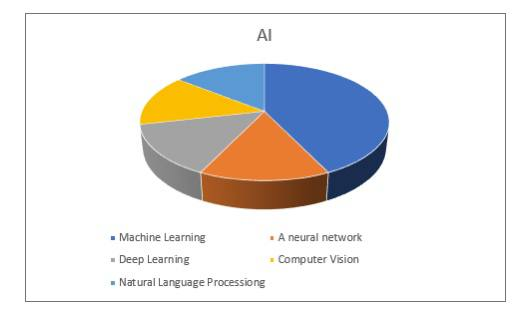 AI
Machine Learning
A neural network
Deep Learning
Computer Vision
Natural Language Processiong